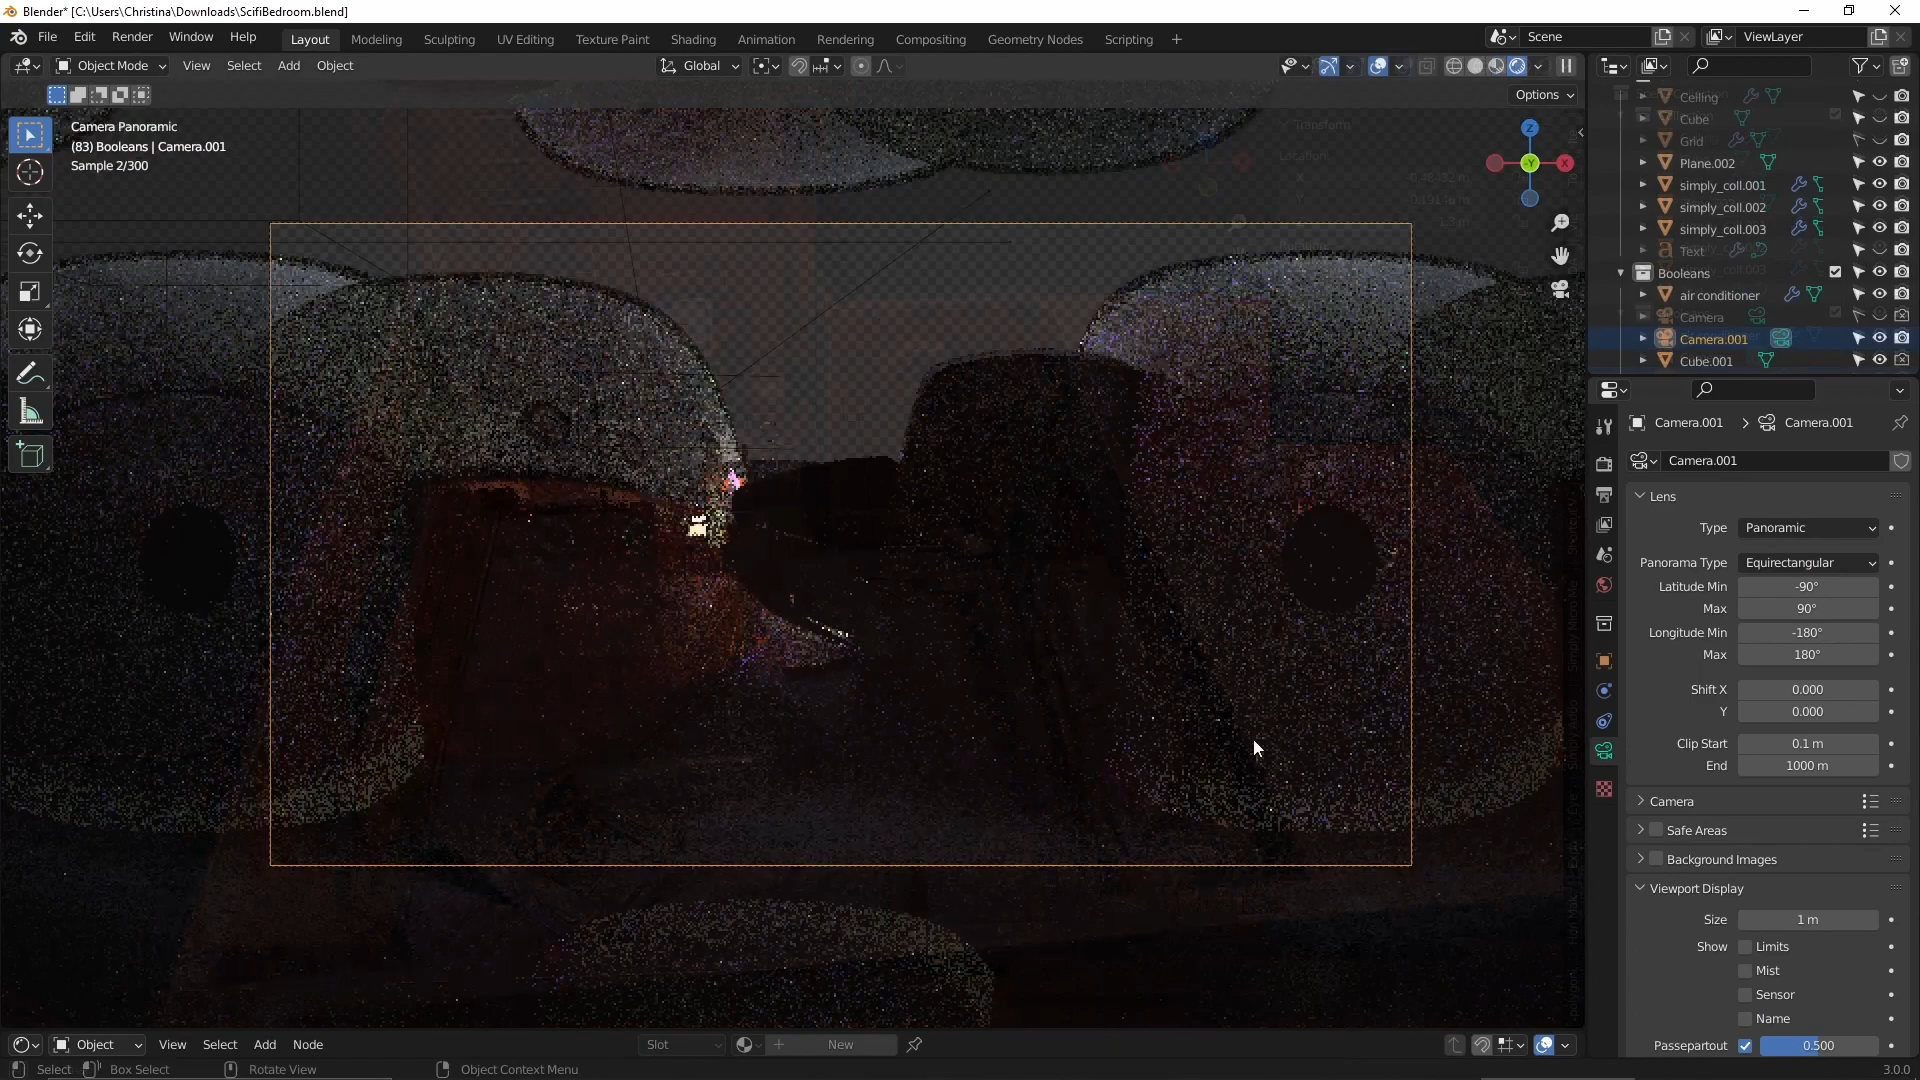 Blender* [C:\Users\Christina\Downloads\ScifiBedroom.blend]
File Edit Render Window Help Layout Modeling Sculpting UV Editing Texture Paint Shading Animation Rendering Compositing Geometry Nodes Scripting Scene ViewLayer
Object Mode View Select Add Object Global
Options
Camera Panoramic
(83) Booleans | Camera.001
Sample 2/300
Transform
Location
Z
Y
X
Ceiling
Cube
Grid
Plane.002
simply_coll.001
simply_coll.002
simply_coll.003
Text
Booleans
air conditioner
Camera
Camera.001
Cube.001
Camera.001 Camera.001
Camera.001
Lens
Type Panoramic
Panorama Type Equirectangular
Latitude Min -90°
Max 90°
Longitude Min -180°
Max 180°
Shift X 0.000
Y 0.000
Clip Start 0.1 m
End 1000 m
Camera
Safe Areas
Background Images
Viewport Display
Size 1 m
Show Limits
Mist
Sensor
Name
Passepartout 0.500
Object View Select Add Node Slot New
Select Box Select Rotate View Object Context Menu 3.0.0